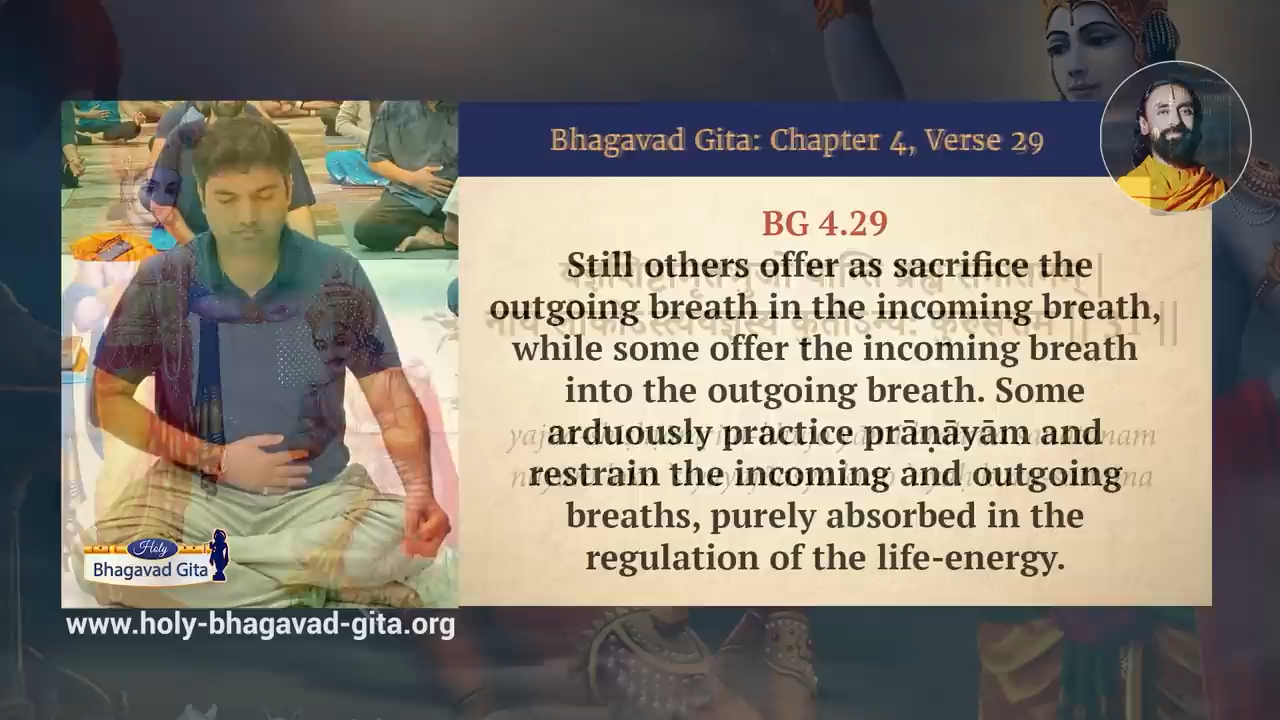 Bhagavad Gita: Chapter 4, Verse 29
BG 4.29
Still others offer as sacrifice the
outgoing breath in the incoming breath,
while some offer the incoming breath
into the outgoing breath. Some
arduously practice prāṇāyām and
restrain the incoming and outgoing
breaths, purely absorbed in the
regulation of the life-energy.
Holy
Bhagavad Gita
www.holy-bhagavad-gita.org